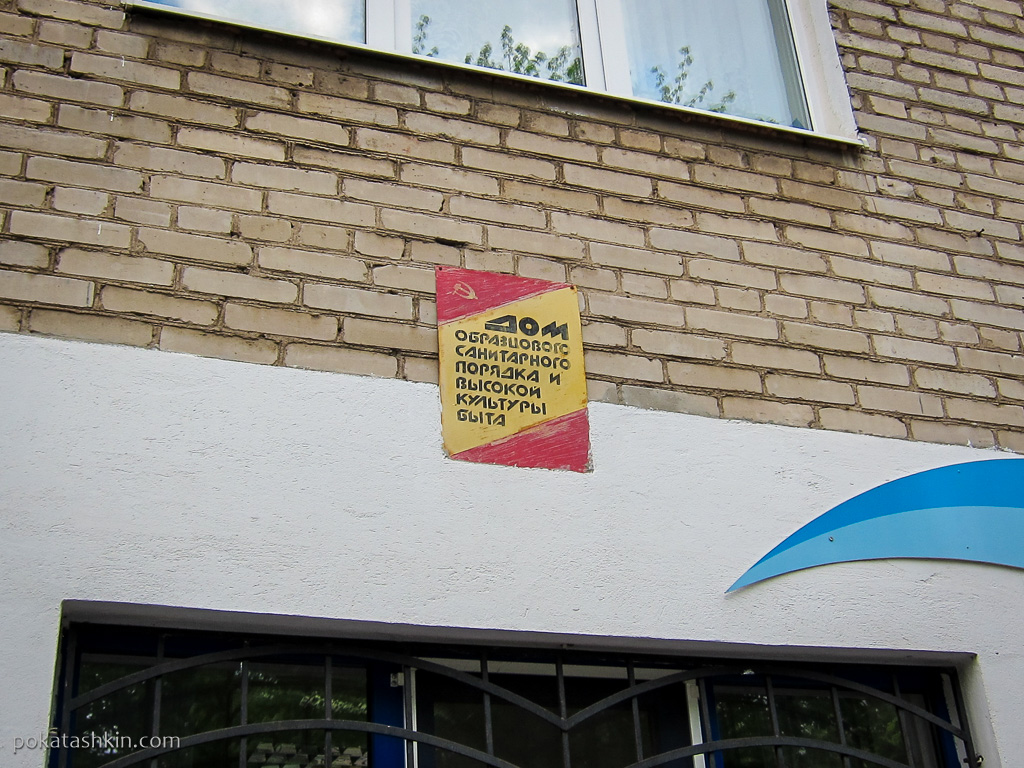 ДОМ
ОБРАЗЦОВОГО
САНИТАРНОГО
ПОРЯДКА И
ВЫСОКОЙ
КУЛЬТУРЫ
БЫТА
pokatashkin.com